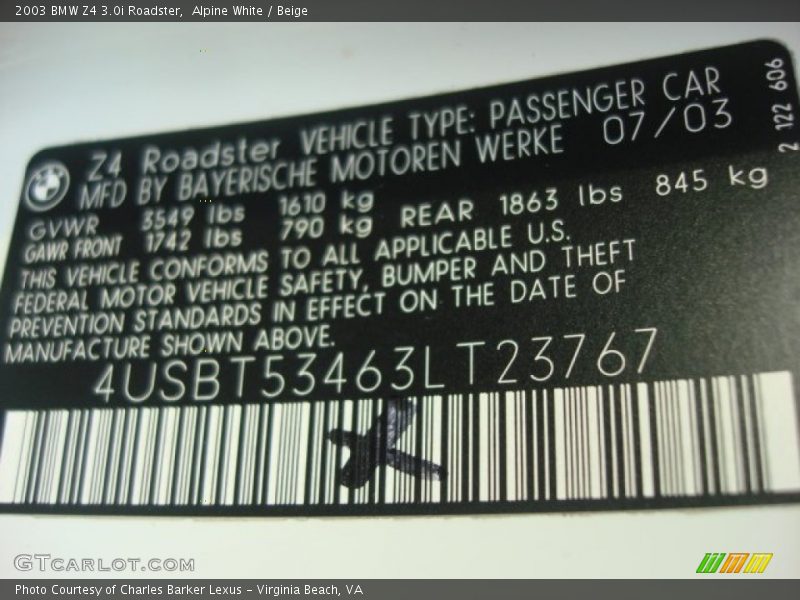 2003 BMW Z4 3.0i Roadster, Alpine White / Beige
2 122 606
BMW
Z4 Roadster VEHICLE TYPE: PASSENGER CAR
MFD BY BAYERISCHE MOTOREN WERKE 07/03
GVWR 3549 lbs 1610 kg
GAWR FRONT 1742 lbs 790 kg REAR 1863 lbs 845 kg
THIS VEHICLE CONFORMS TO ALL APPLICABLE U.S.
FEDERAL MOTOR VEHICLE SAFETY, BUMPER AND THEFT
PREVENTION STANDARDS IN EFFECT ON THE DATE OF
MANUFACTURE SHOWN ABOVE.
4USBT53463LT23767
GTCARLOT.COM
Photo Courtesy of Charles Barker Lexus - Virginia Beach, VA